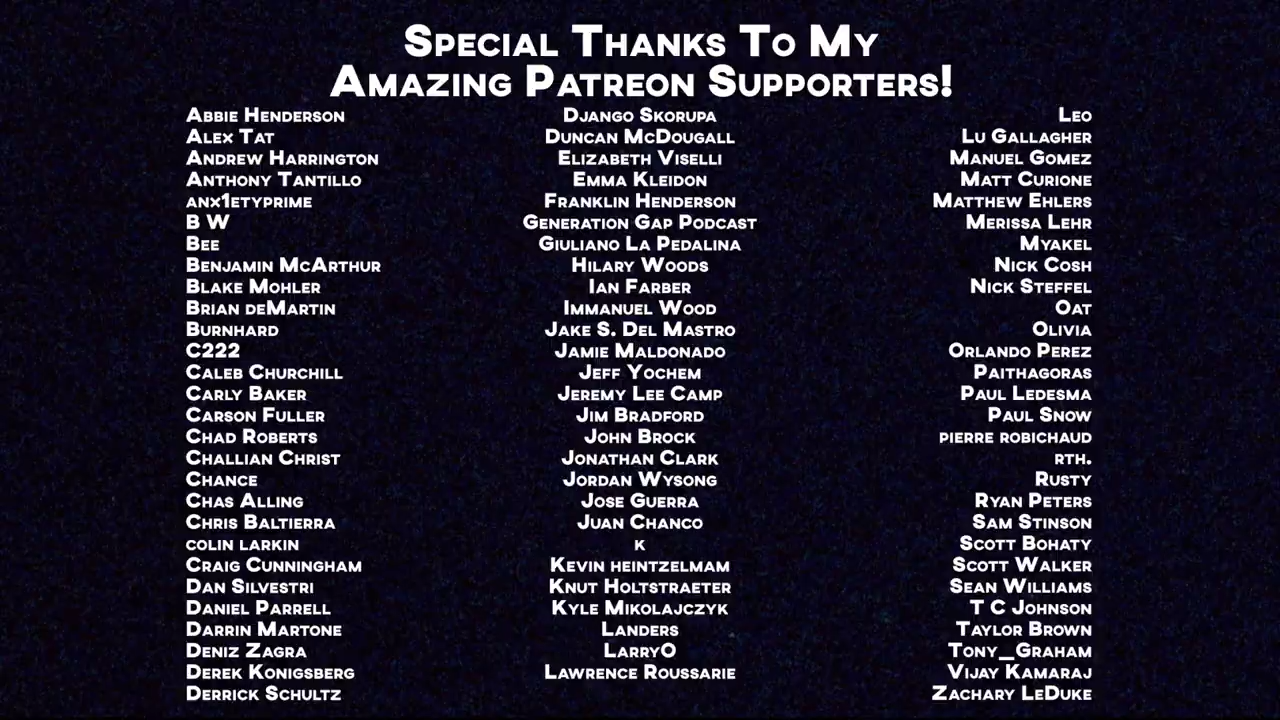 Special Thanks To My
Amazing Patreon Supporters!
Abbie Henderson
Alex Tat
Andrew Harrington
Anthony Tantillo
anx1etyprime
B W
Bee
Benjamin McArthur
Blake Mohler
Brian deMartin
Burnhard
C222
Caleb Churchill
Carly Baker
Carson Fuller
Chad Roberts
Challian Christ
Chance
Chas Alling
Chris Baltierra
colin larkin
Craig Cunningham
Dan Silvestri
Daniel Parrell
Darrin Martone
Deniz Zagra
Derek Konigsberg
Derrick Schultz
Django Skorupa
Duncan McDougall
Elizabeth Viselli
Emma Kleidon
Franklin Henderson
Generation Gap Podcast
Giuliano La Pedalina
Hilary Woods
Ian Farber
Immanuel Wood
Jake S. Del Mastro
Jamie Maldonado
Jeff Yochem
Jeremy Lee Camp
Jim Bradford
John Brock
Jonathan Clark
Jordan Wysong
Jose Guerra
Juan Chanco
k
Kevin heintzelmam
Knut Holtstraeter
Kyle Mikolajczyk
Landers
LarryO
Lawrence Roussarie
Leo
Lu Gallagher
Manuel Gomez
Matt Curione
Matthew Ehlers
Merissa Lehr
Myakel
Nick Cosh
Nick Steffel
Oat
Olivia
Orlando Perez
Paithagoras
Paul Ledesma
Paul Snow
pierre robichaud
rth.
Rusty
Ryan Peters
Sam Stinson
Scott Bohaty
Scott Walker
Sean Williams
T C Johnson
Taylor Brown
Tony_Graham
Vijay Kamaraj
Zachary LeDuke